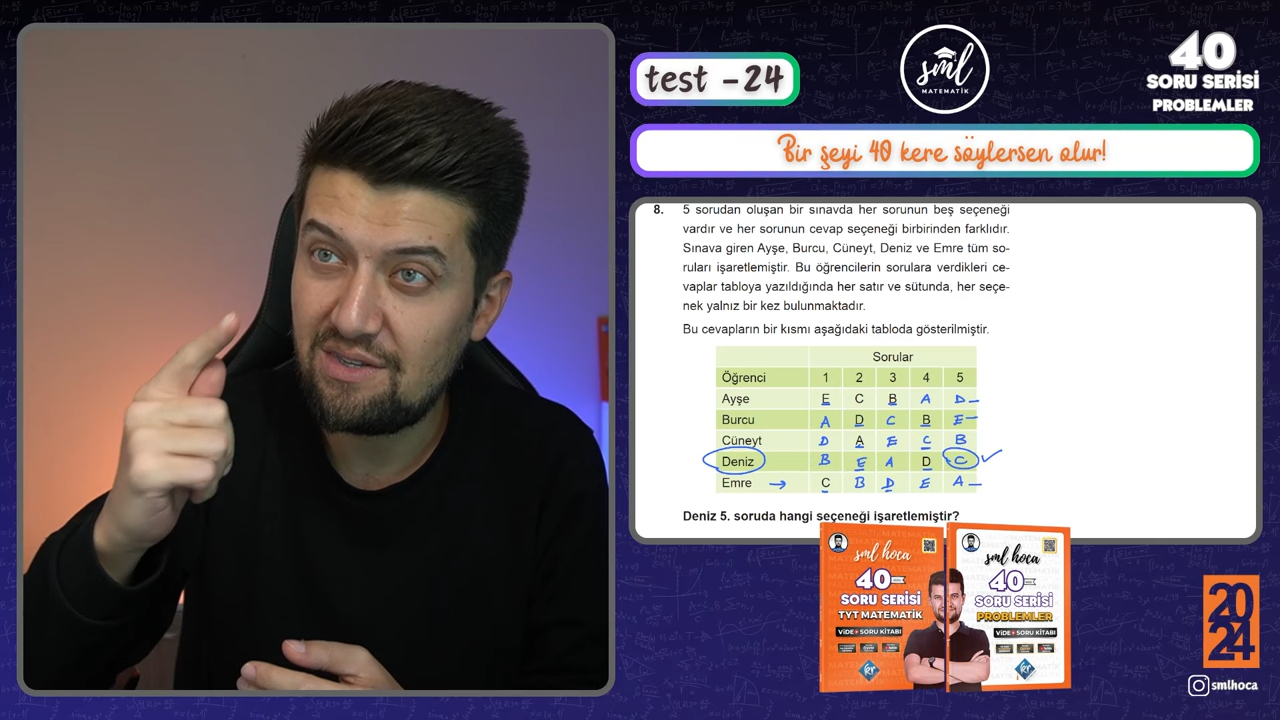 test -24
sml
MATEMATİK
40
SORU SERİSİ
PROBLEMLER
Bir şeyi 40 kere söylersen olur!
8. 5 sorudan oluşan bir sınavda her sorunun beş seçeneği
vardır ve her sorunun cevap seçeneği birbirinden farklıdır.
Sınava giren Ayşe, Burcu, Cüneyt, Deniz ve Emre tüm so-
ruları işaretlemiştir. Bu öğrencilerin sorulara verdikleri ce-
vaplar tabloya yazıldığında her satır ve sütunda, her seçe-
nek yalnız bir kez bulunmaktadır.
Bu cevapların bir kısmı aşağıdaki tabloda gösterilmiştir.
Sorular
Öğrenci 1 2 3 4 5
Ayşe E C B A D
Burcu A D C B E
Cüneyt D A E C B
Deniz B E A D C
Emre C B D E A
Deniz 5. soruda hangi seçeneği işaretlemiştir?
sml hoca
40
SORU SERİSİ
TYT MATEMATİK
VİDEO SORU KİTABI
sml hoca
40
SORU SERİSİ
PROBLEMLER
VİDEO SORU KİTABI
2024
smlhoca